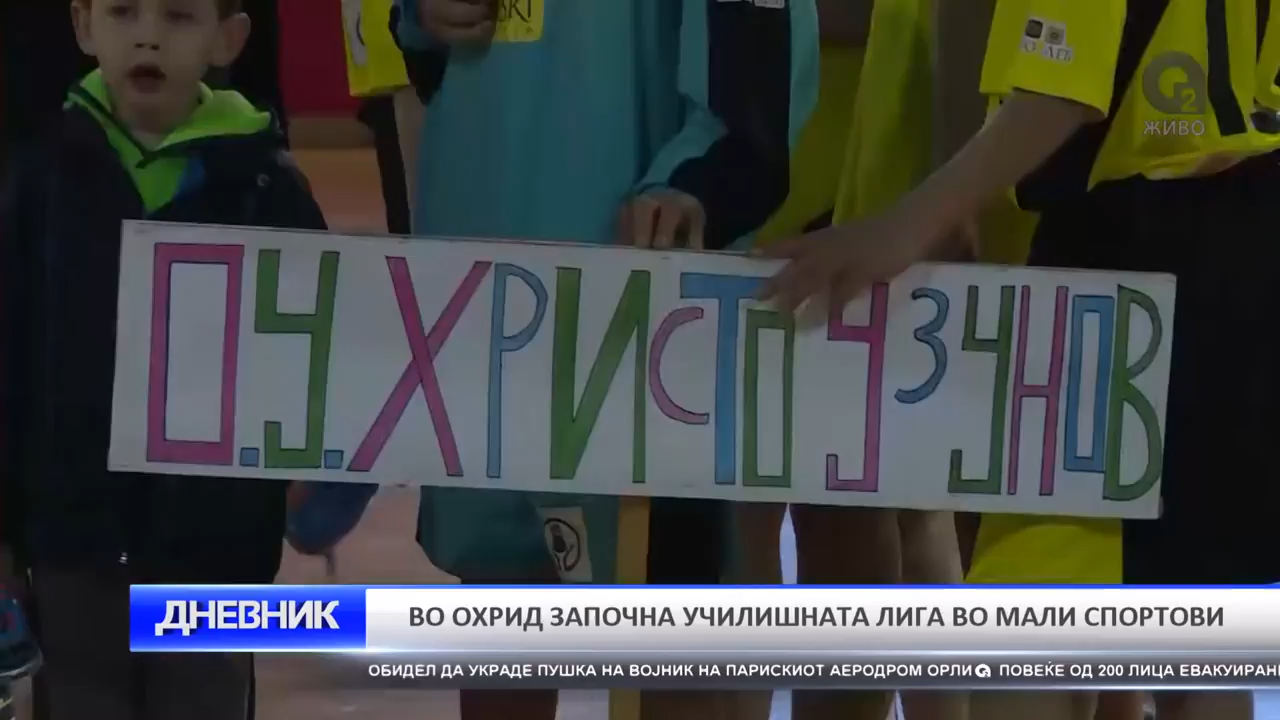 2
ЖИВО
О.У. ХРИСТО УЗУНОВ
ДНЕВНИК
ВО ОХРИД ЗАПОЧНА УЧИЛИШНАТА ЛИГА ВО МАЛИ СПОРТОВИ
ОБИДЕЛ ДА УКРАДЕ ПУШКА НА ВОЈНИК НА ПАРИСКИОТ АЕРОДРОМ ОРЛИ ПОВЕЌЕ ОД 200 ЛИЦА ЕВАКУИРАН